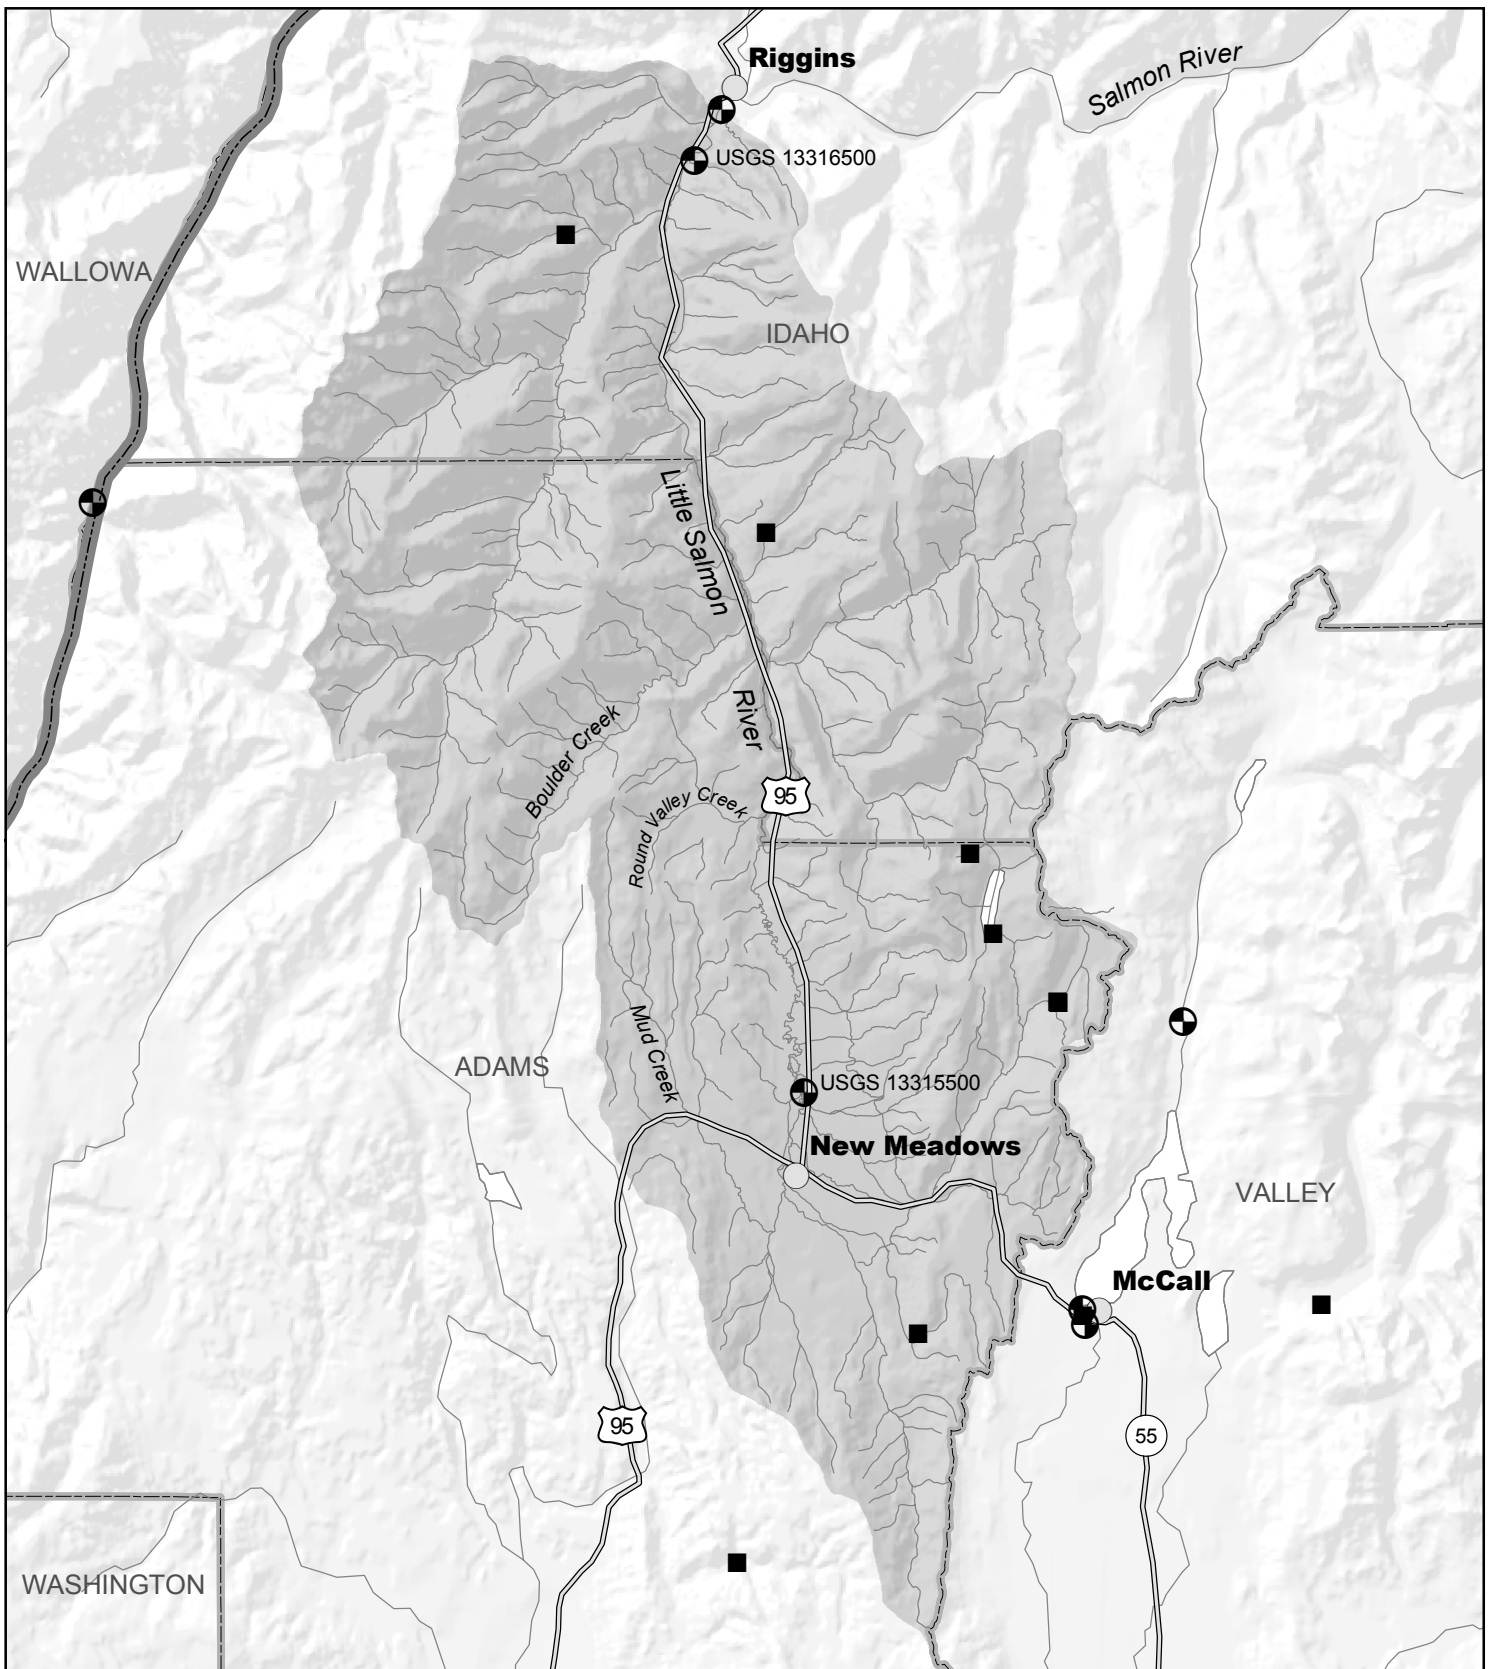 Riggins
Salmon River
USGS 13316500
WALLOWA
IDAHO
Little Salmon
River
Boulder Creek
Round Valley Creek
95
Mud Creek
ADAMS
USGS 13315500
New Meadows
VALLEY
McCall
95
55
WASHINGTON